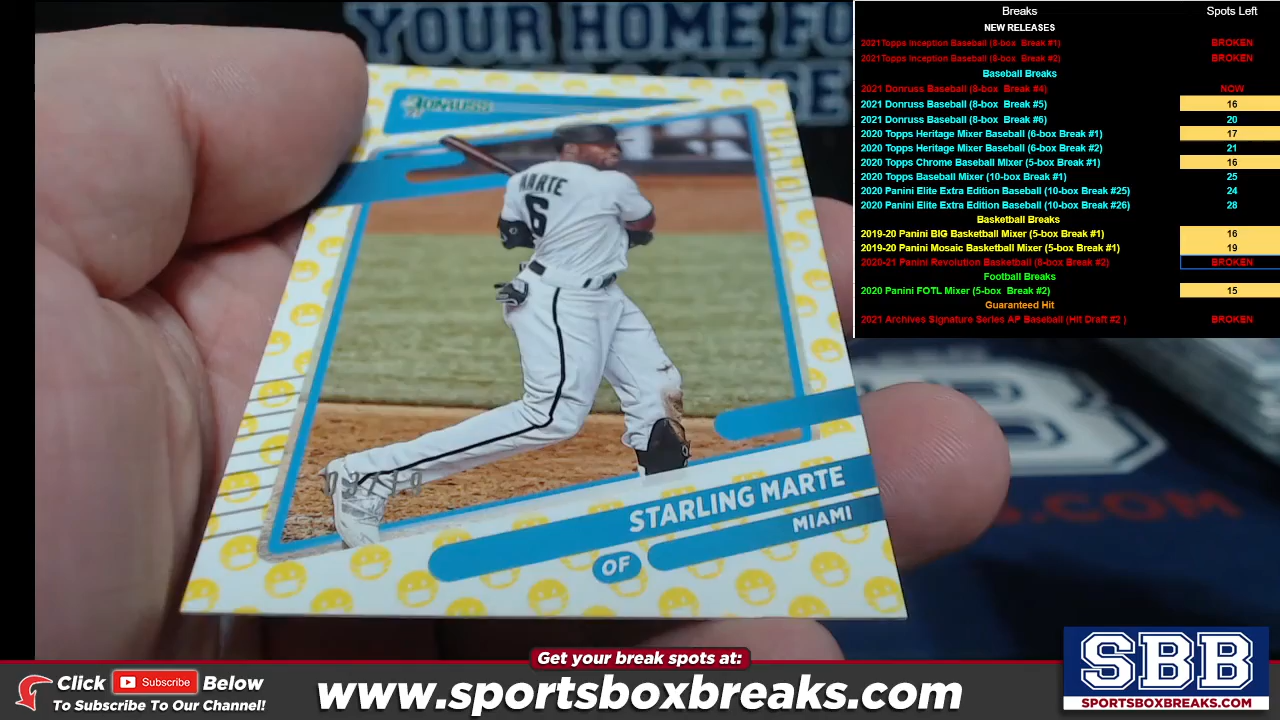 YOUR HOME FO
DONRUSS
MARTE
6
STARLING MARTE
MIAMI
OF
Breaks Spots Left
NEW RELEASES
2021Topps Inception Baseball (8-box Break #1) BROKEN
2021Topps Inception Baseball (8-box Break #2) BROKEN
Baseball Breaks
2021 Donruss Baseball (8-box Break #4) NOW
2021 Donruss Baseball (8-box Break #5) 16
2021 Donruss Baseball (8-box Break #6) 20
2020 Topps Heritage Mixer Baseball (6-box Break #1) 17
2020 Topps Heritage Mixer Baseball (6-box Break #2) 21
2020 Topps Chrome Baseball Mixer (5-box Break #1) 16
2020 Topps Baseball Mixer (10-box Break #1) 25
2020 Panini Elite Extra Edition Baseball (10-box Break #25) 24
2020 Panini Elite Extra Edition Baseball (10-box Break #26) 28
Basketball Breaks
2019-20 Panini BIG Basketball Mixer (5-box Break #1) 16
2019-20 Panini Mosaic Basketball Mixer (5-box Break #1) 19
2020-21 Panini Revolution Basketball (8-box Break #2) BROKEN
Football Breaks
2020 Panini FOTL Mixer (5-box Break #2) 15
Guaranteed Hit
2021 Archives Signature Series AP Baseball (Hit Draft #2 ) BROKEN
S.COM
Get your break spots at:
Click Subscribe Below
To Subscribe To Our Channel!
www.sportsboxbreaks.com
SBB
SPORTSBOXBREAKS.COM